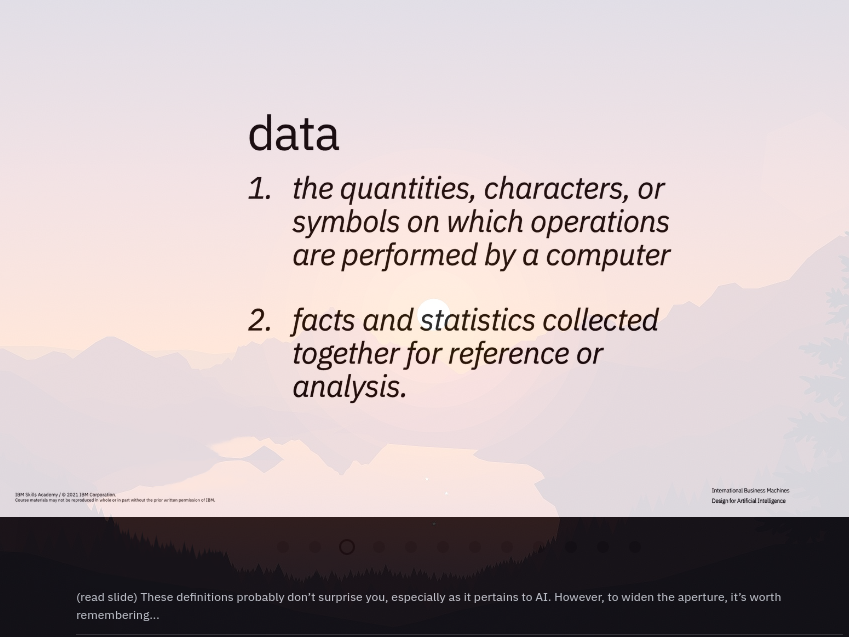 data
1. the quantities, characters, or
symbols on which operations
are performed by a computer
2. facts and statistics collected
together for reference or
analysis.
IBM Skills Academy / © 2021 IBM Corporation.
Course materials may not be reproduced in whole or in part without the prior written permission of IBM.
International Business Machines
Design for Artificial Intelligence
(read slide) These definitions probably don’t surprise you, especially as it pertains to AI. However, to widen the aperture, it’s worth
remembering...